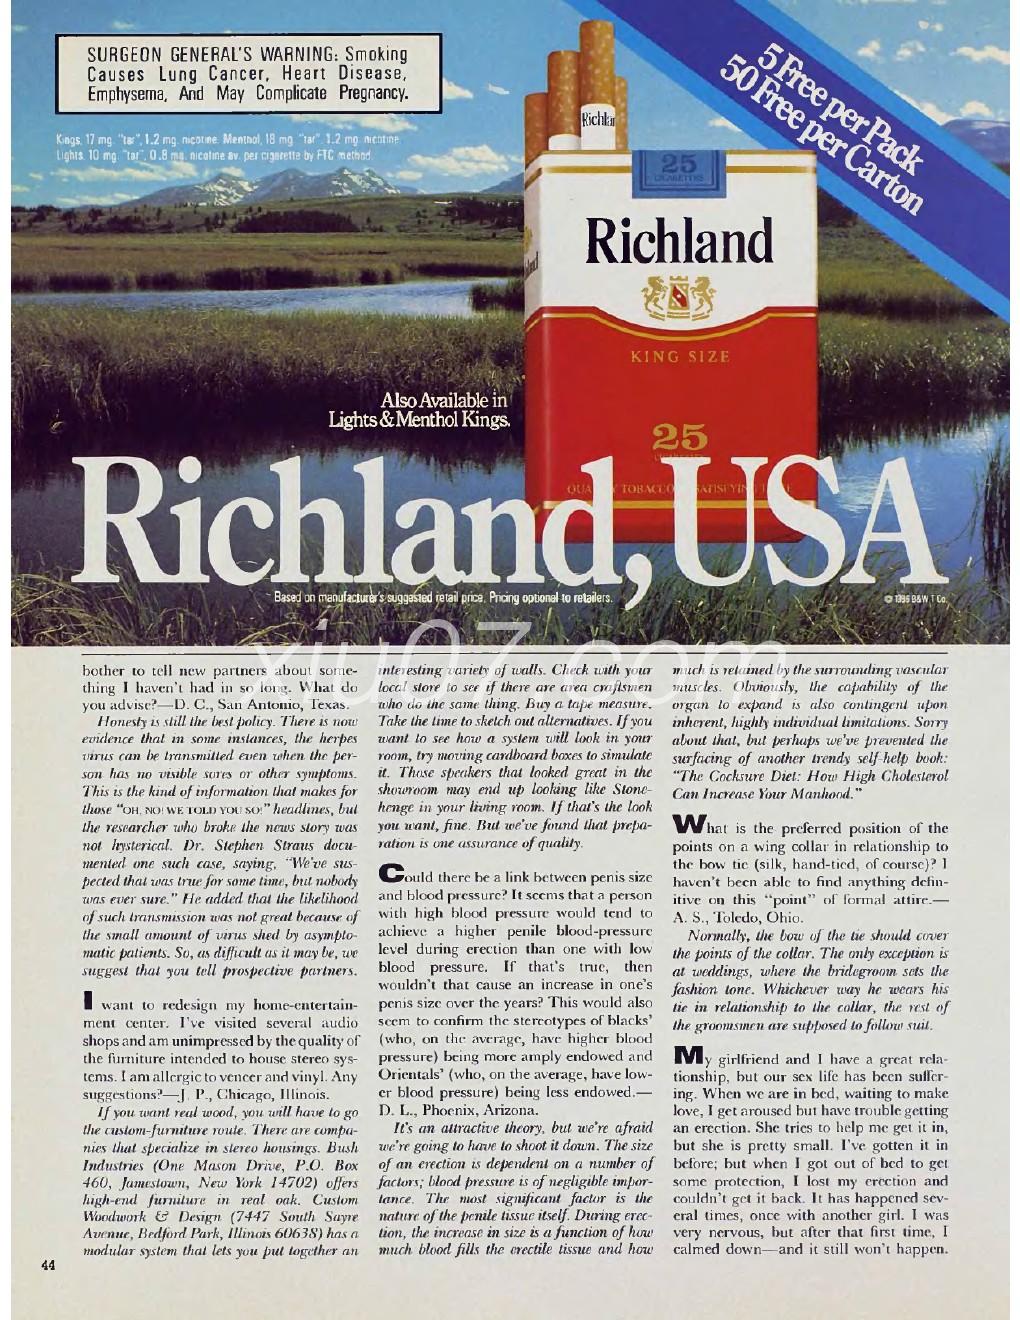 SURGEON GENERAL'S WARNING: Smoking
Causes Lung Cancer, Heart Disease,
Emphysema, And May Complicate Pregnancy.
Kings, 17 mg. "tar", 1.2 mg. nicotine. Menthol, 18 mg. "tar", 1.2 mg. nicotine
Lights, 10 mg. "tar", 0.8 mg. nicotine av. per cigarette by FTC method.
5 Free per Pack
50 Free per Carton
Richla
25
CIGARETTES
Richland
KING SIZE
25
Also Available in
Lights & Menthol Kings.
Richland, USA
Based on manufacturer's suggested retail price. Pricing optional to retailers.
B&W T Co.
xiu07.com
bother to tell new partners about some-
thing I haven't had in so long. What do
you advise?—D. C., San Antonio, Texas.
Honesty is still the best policy. There is now
evidence that in some instances, the herpes
virus can be transmitted even when the per-
son has no visible sores or other symptoms.
This is the kind of information that makes for
those "OH, NO! WE TOLD YOU SO!" headlines, but
the researcher who broke the news story was
not hysterical. Dr. Stephen Straus docu-
mented one such case, saying, "We've sus-
pected that was true for some time, but nobody
was ever sure." He added that the likelihood
of such transmission was not great because of
the small amount of virus shed by asympto-
matic patients. So, as difficult as it may be, we
suggest that you tell prospective partners.
I want to redesign my home-entertain-
ment center. I've visited several audio
shops and am unimpressed by the quality of
the furniture intended to house stereo sys-
tems. I am allergic to veneer and vinyl. Any
suggestions?—J. P., Chicago, Illinois.
If you want real wood, you will have to go
the custom-furniture route. There are compa-
nies that specialize in stereo housings. Bush
Industries (One Mason Drive, P.O. Box
460, Jamestown, New York 14702) offers
high-end furniture in real oak. Custom
Woodwork & Design (7447 South Sayre
Avenue, Bedford Park, Illinois 60638) has a
modular system that lets you put together an
interesting variety of walls. Check with your
local store to see if there are area craftsmen
who do the same thing. Buy a tape measure.
Take the time to sketch out alternatives. If you
want to see how a system will look in your
room, try moving cardboard boxes to simulate
it. Those speakers that looked great in the
showroom may end up looking like Stone-
henge in your living room. If that's the look
you want, fine. But we've found that prepa-
ration is one assurance of quality.
Could there be a link between penis size
and blood pressure? It seems that a person
with high blood pressure would tend to
achieve a higher penile blood-pressure
level during erection than one with low
blood pressure. If that's true, then
wouldn't that cause an increase in one's
penis size over the years? This would also
seem to confirm the stereotypes of blacks'
(who, on the average, have higher blood
pressure) being more amply endowed and
Orientals' (who, on the average, have low-
er blood pressure) being less endowed.—
D. L., Phoenix, Arizona.
It's an attractive theory, but we're afraid
we're going to have to shoot it down. The size
of an erection is dependent on a number of
factors; blood pressure is of negligible impor-
tance. The most significant factor is the
nature of the penile tissue itself. During erec-
tion, the increase in size is a function of how
much blood fills the erectile tissue and how
much is retained by the surrounding vascular
muscles. Obviously, the capability of the
organ to expand is also contingent upon
inherent, highly individual limitations. Sorry
about that, but perhaps we've prevented the
surfacing of another trendy self-help book:
"The Cocksure Diet: How High Cholesterol
Can Increase Your Manhood."
What is the preferred position of the
points on a wing collar in relationship to
the bow tie (silk, hand-tied, of course)? I
haven't been able to find anything defin-
itive on this "point" of formal attire.—
A. S., Toledo, Ohio.
Normally, the bow of the tie should cover
the points of the collar. The only exception is
at weddings, where the bridegroom sets the
fashion tone. Whichever way he wears his
tie in relationship to the collar, the rest of
the groomsmen are supposed to follow suit.
My girlfriend and I have a great rela-
tionship, but our sex life has been suffer-
ing. When we are in bed, waiting to make
love, I get aroused but have trouble getting
an erection. She tries to help me get it in,
but she is pretty small. I've gotten it in
before; but when I got out of bed to get
some protection, I lost my erection and
couldn't get it back. It has happened sev-
eral times, once with another girl. I was
very nervous, but after that first time, I
calmed down—and it still won't happen.
44